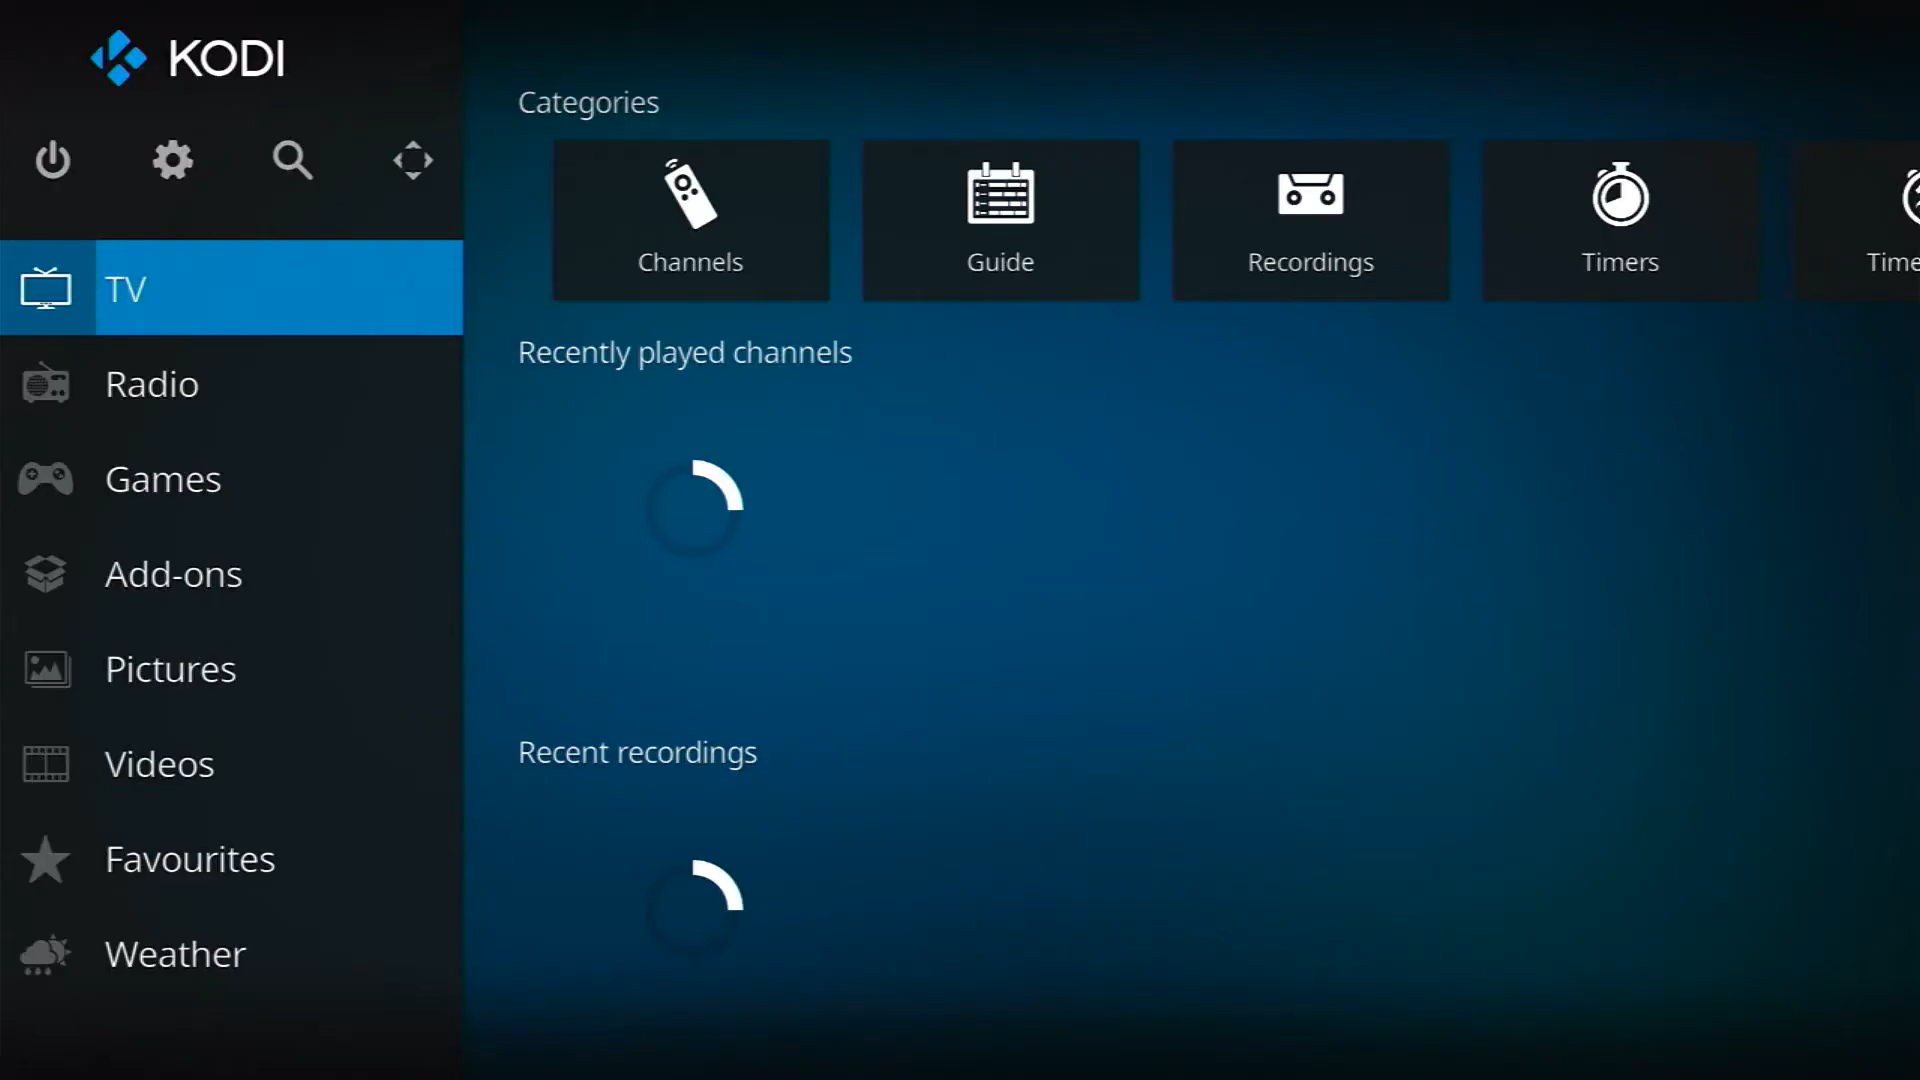 KODI
TV
Radio
Games
Add-ons
Pictures
Videos
Favourites
Weather
Categories
Channels
Guide
Recordings
Timers
Recently played channels
Recent recordings